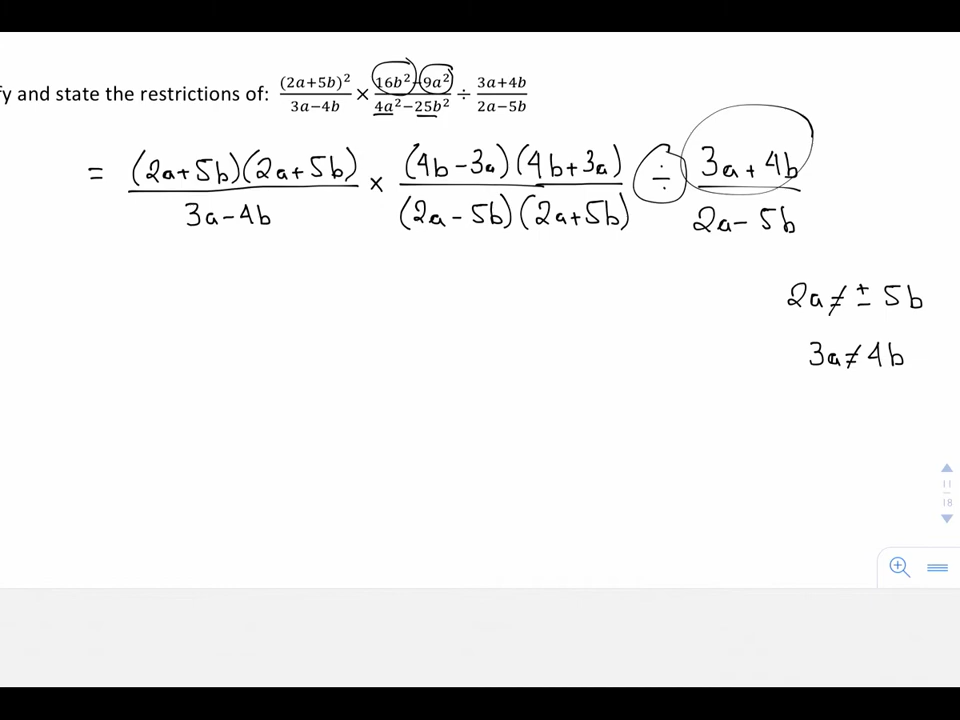 fy and state the restrictions of: (2a+5b)²/3a−4b × 16b²−9a²/4a²−25b² ÷ 3a+4b/2a−5b
= (2a+5b)(2a+5b)/3a−4b × (4b−3a)(4b+3a)/(2a−5b)(2a+5b) ÷ 3a+4b/2a−5b
2a≠±5b
3a≠4b
11
18